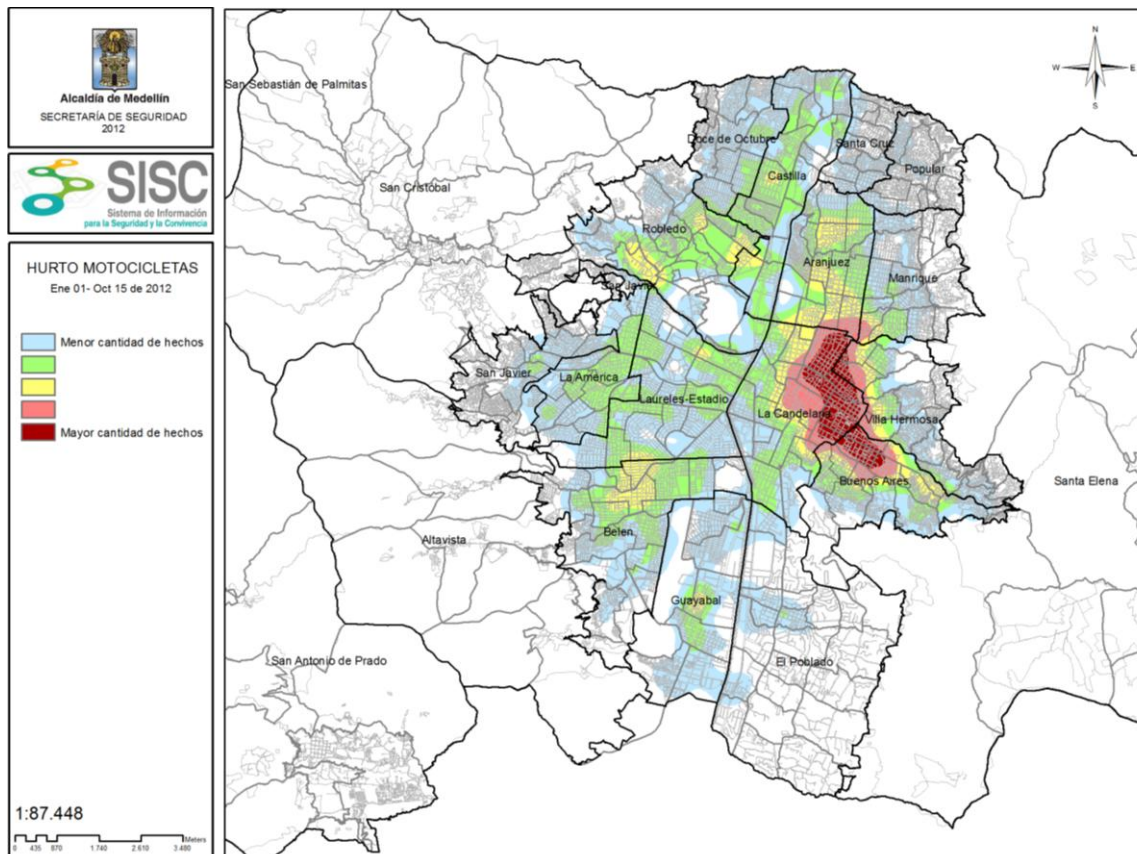 Alcaldía de Medellín
SECRETARÍA DE SEGURIDAD
2012
SISC
Sistema de Información
para la Seguridad y la Convivencia
HURTO MOTOCICLETAS
Ene 01- Oct 15 de 2012
Menor cantidad de hechos
Mayor cantidad de hechos
1:87.448
Meters
0 435 870 1.740 2.610 3.480
N
W E
S
San Sebastián de Palmitas
Doce de Octubre
Santa Cruz
Popular
Castilla
San Cristóbal
Robledo
Aranjuez
Manrique
San Javier
San Javier
La América
Laureles-Estadio
La Candelaria
Villa Hermosa
Buenos Aires
Santa Elena
Belen
Altavista
Guayabal
El Poblado
San Antonio de Prado